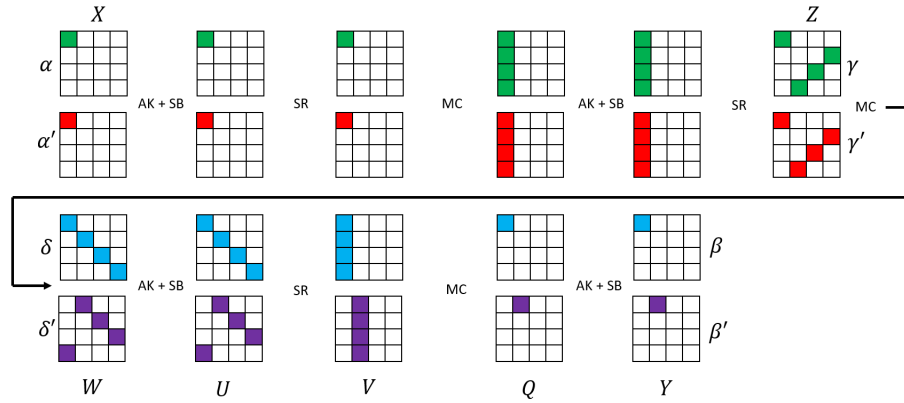 X Z
α γ
AK + SB SR MC AK + SB SR MC
α′ γ′
δ β
AK + SB SR MC AK + SB
δ′ β′
W U V Q Y